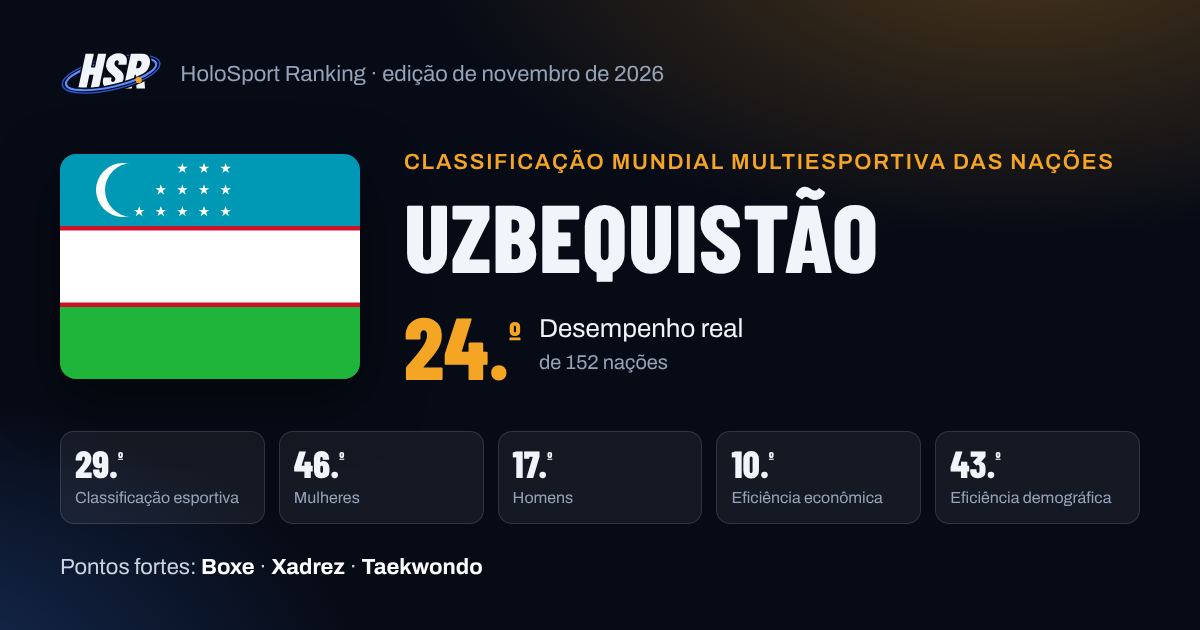 HSR HoloSport Ranking · edição de novembro de 2026
CLASSIFICAÇÃO MUNDIAL MULTIESPORTIVA DAS NAÇÕES
UZBEQUISTÃO
24.º Desempenho real
de 152 nações
29.º 46.º 17.º 10.º 43.º
Classificação esportiva Mulheres Homens Eficiência econômica Eficiência demográfica
Pontos fortes: Boxe · Xadrez · Taekwondo